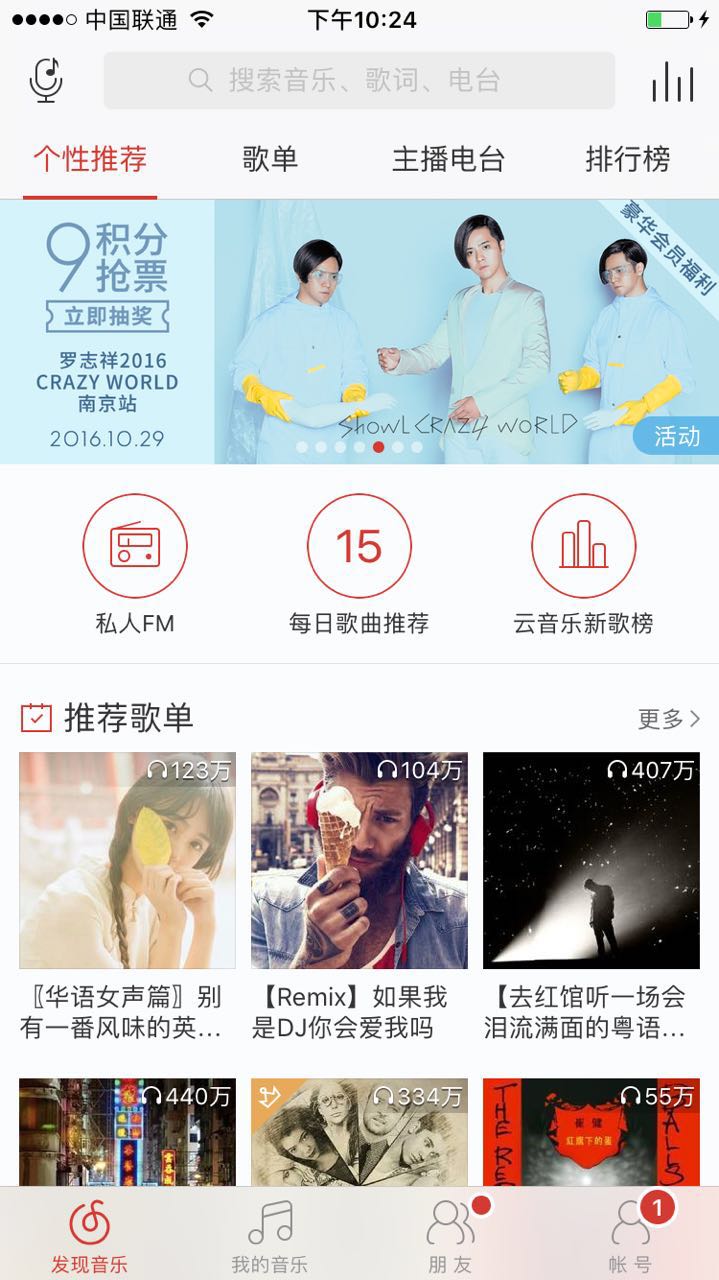 中国联通
下午10:24
搜索音乐、歌词、电台
个性推荐
歌单
主播电台
排行榜
9积分
抢票
立即抽奖
罗志祥2016
CRAZY WORLD
南京站
2016.10.29
豪华会员福利
ShowL CRAZY WORLD
活动
15
私人FM
每日歌曲推荐
云音乐新歌榜
推荐歌单
更多
123万
104万
407万
〖华语女声篇〗别
有一番风味的英…
【Remix】如果我
是DJ你会爱我吗
【去红馆听一场会
泪流满面的粤语…
440万
334万
55万
THE RE
崔健
紅旗下的蛋
发现音乐
我的音乐
朋友
帐号
1